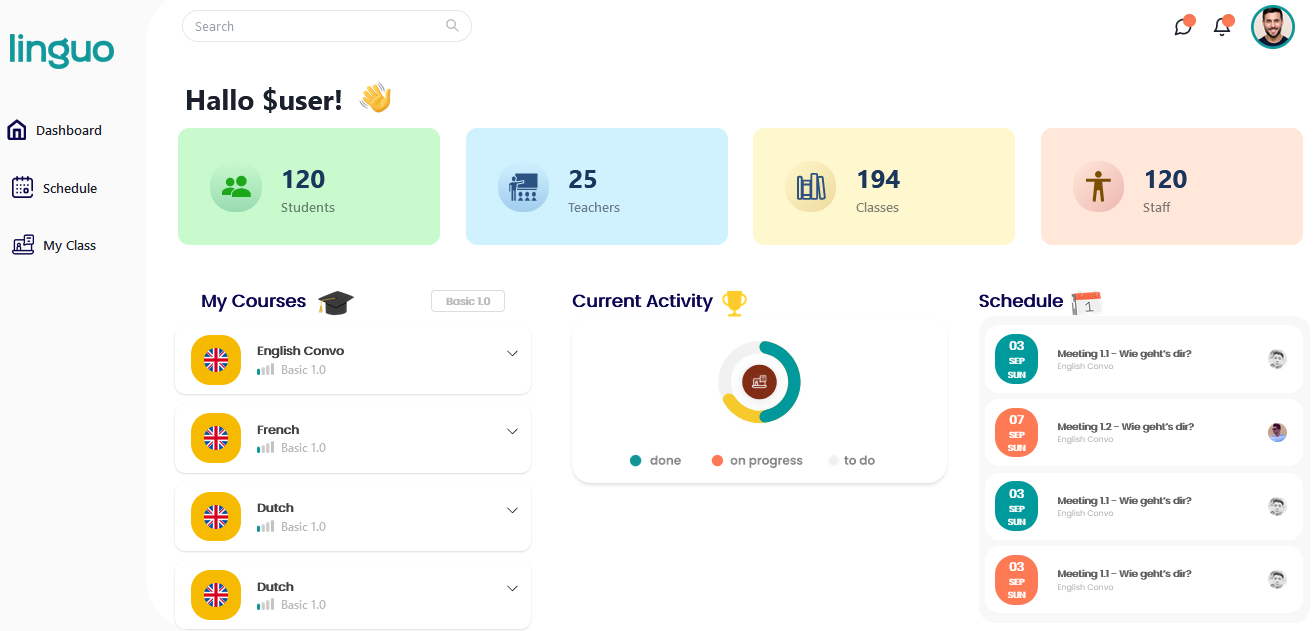 linguo
Search
Dashboard
Schedule
My Class
Hallo $user!
120
Students
25
Teachers
194
Classes
120
Staff
My Courses
Basic 1.0
English Convo
Basic 1.0
French
Basic 1.0
Dutch
Basic 1.0
Dutch
Basic 1.0
Current Activity
done
on progress
to do
Schedule
1
03
SEP
SUN
Meeting 1.1 - Wie geht's dir?
English Convo
07
SEP
SUN
Meeting 1.2 - Wie geht's dir?
English Convo
03
SEP
SUN
Meeting 1.1 - Wie geht's dir?
English Convo
03
SEP
SUN
Meeting 1.1 - Wie geht's dir?
English Convo